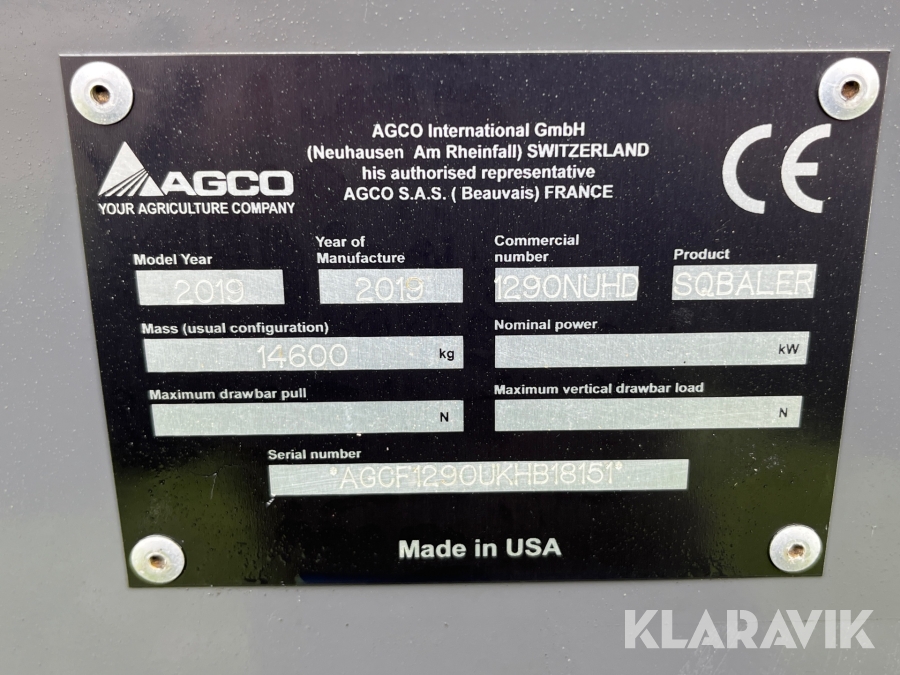 AGCO International GmbH
(Neuhausen Am Rheinfall) SWITZERLAND
his authorised representative
AGCO S.A.S. ( Beauvais) FRANCE
CE
AGCO
YOUR AGRICULTURE COMPANY
Model Year
2019
Year of
Manufacture
2019
Commercial
number
1290NUHD
Product
SQBALER
Mass (usual configuration)
14600 kg
Nominal power
kW
Maximum drawbar pull
N
Maximum vertical drawbar load
N
Serial number
*AGCF1290UKHB18151*
Made in USA
KLARAVIK